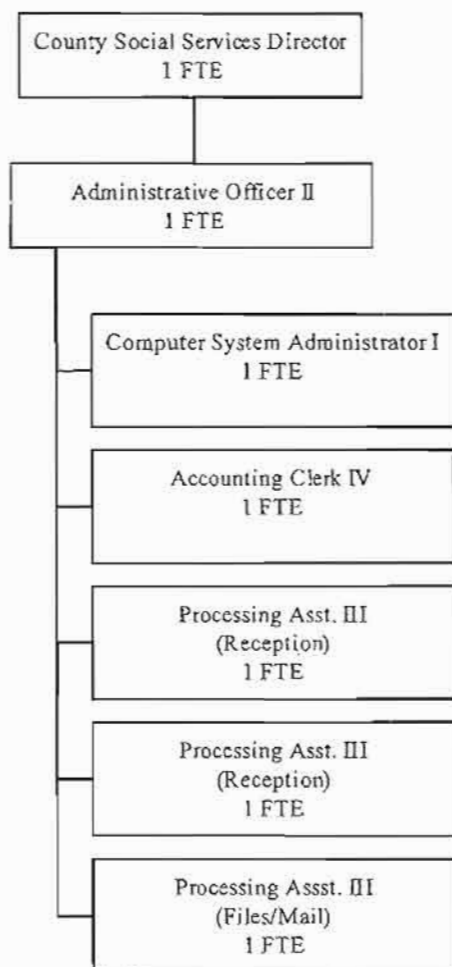 County Social Services Director
1 FTE
Administrative Officer II
1 FTE
Computer System Administrator I
1 FTE
Accounting Clerk IV
1 FTE
Processing Asst. III
(Reception)
1 FTE
Processing Asst. III
(Reception)
1 FTE
Processing Assst. III
(Files/Mail)
1 FTE